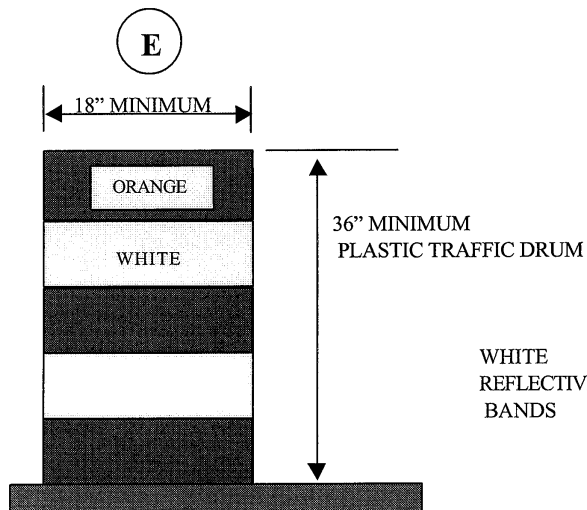 E
18” MINIMUM
ORANGE
WHITE
36” MINIMUM
PLASTIC TRAFFIC DRUM
WHITE
REFLECTIV
BANDS